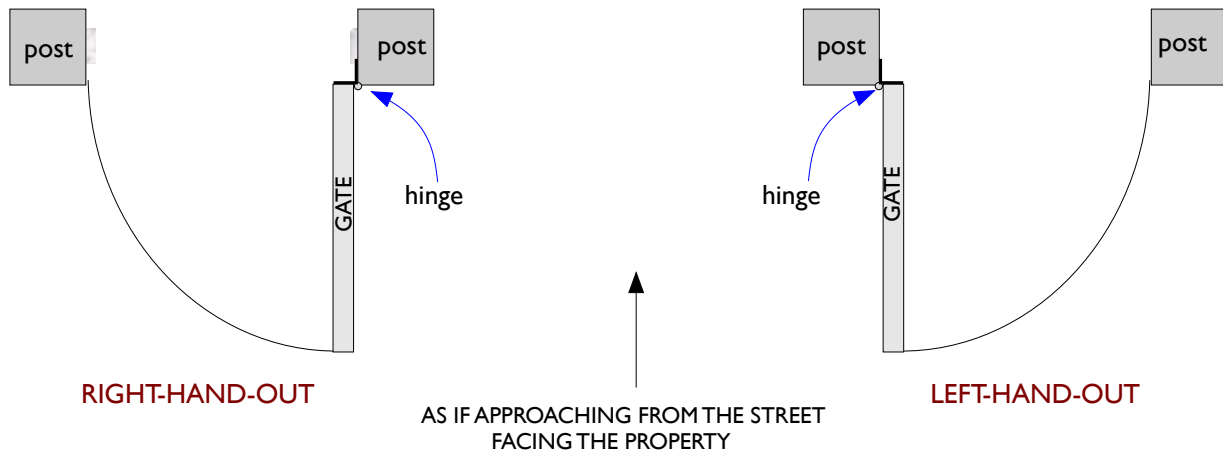 post
post
post
post
hinge
hinge
GATE
GATE
RIGHT-HAND-OUT
LEFT-HAND-OUT
AS IF APPROACHING FROM THE STREET
FACING THE PROPERTY